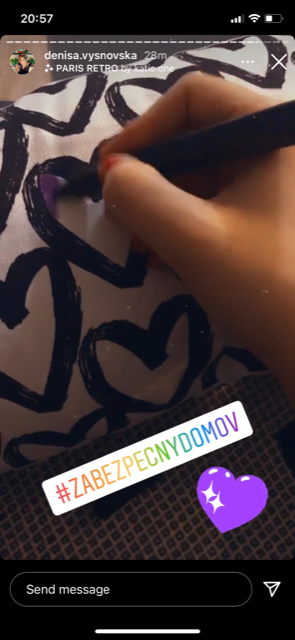 20:57
denisa.vysnovska 28m
PARIS RETRO by katie.one
#ZABEZPECNYDOMOV
Send message